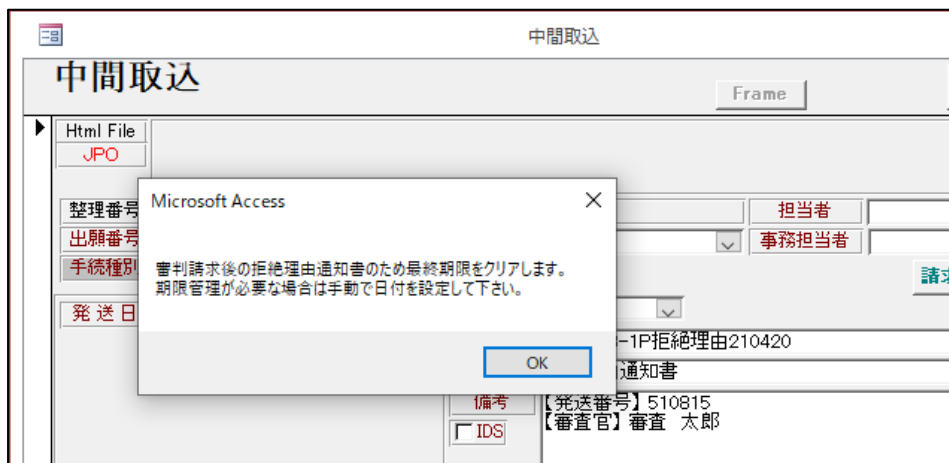 中間取込
中間取込
Frame
Html File
JPO
整理番号
担当者
出願番号
事務担当者
手続種別
請求
発送日
Microsoft Access
審判請求後の拒絶理由通知書のため最終期限をクリアします。
期限管理が必要な場合は手動で日付を設定して下さい。
OK
-1P拒絶理由210420
通知書
備考
【発送番号】510815
【審査官】審査 太郎
IDS